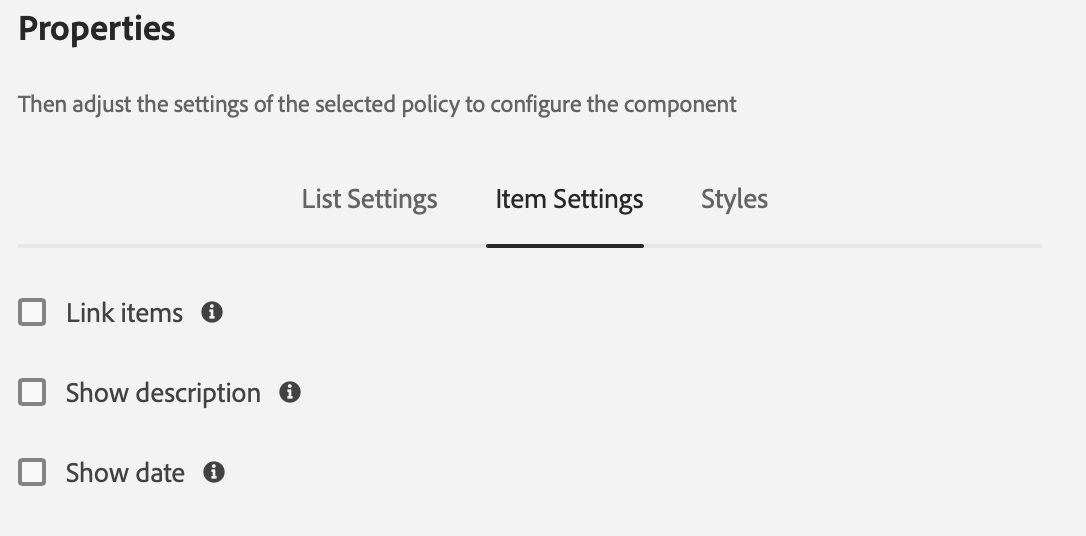 Properties
Then adjust the settings of the selected policy to configure the component
List Settings Item Settings Styles
Link items
Show description
Show date